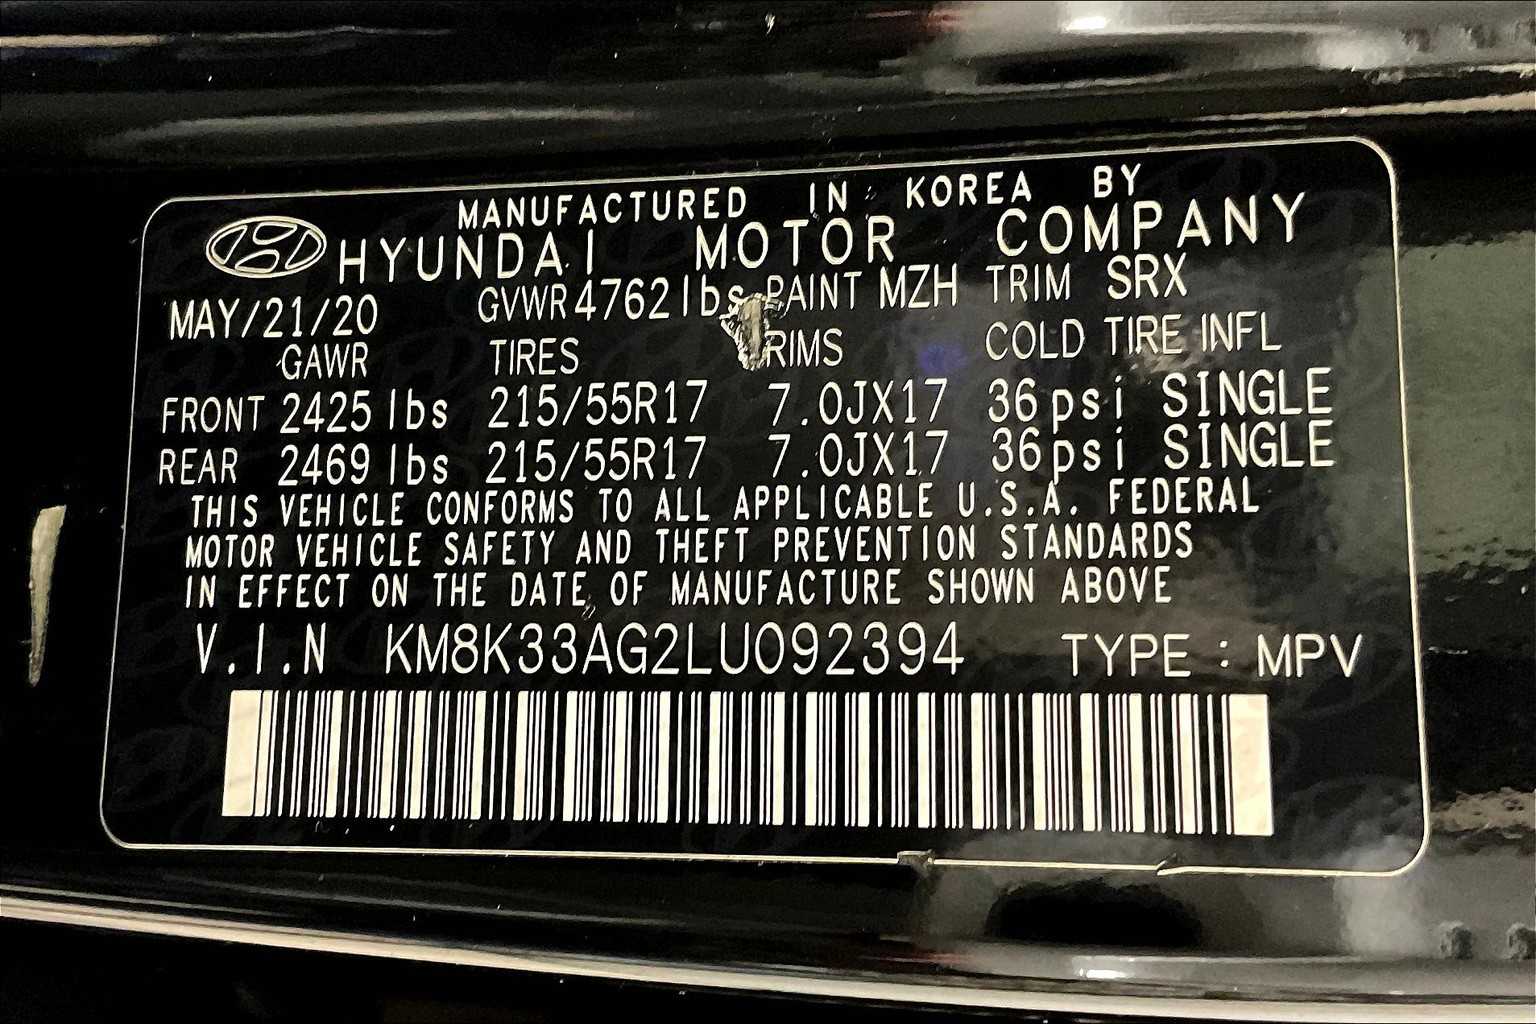 MANUFACTURED IN KOREA BY
HYUNDAI MOTOR COMPANY
MAY/21/20 GVWR 4762 lbs PAINT MZH TRIM SRX
GAWR TIRES RIMS COLD TIRE INFL
FRONT 2425 lbs 215/55R17 7.0JX17 36psi SINGLE
REAR 2469 lbs 215/55R17 7.0JX17 36psi SINGLE
THIS VEHICLE CONFORMS TO ALL APPLICABLE U.S.A. FEDERAL
MOTOR VEHICLE SAFETY AND THEFT PREVENTION STANDARDS
IN EFFECT ON THE DATE OF MANUFACTURE SHOWN ABOVE
V.I.N KM8K33AG2LU092394 TYPE : MPV